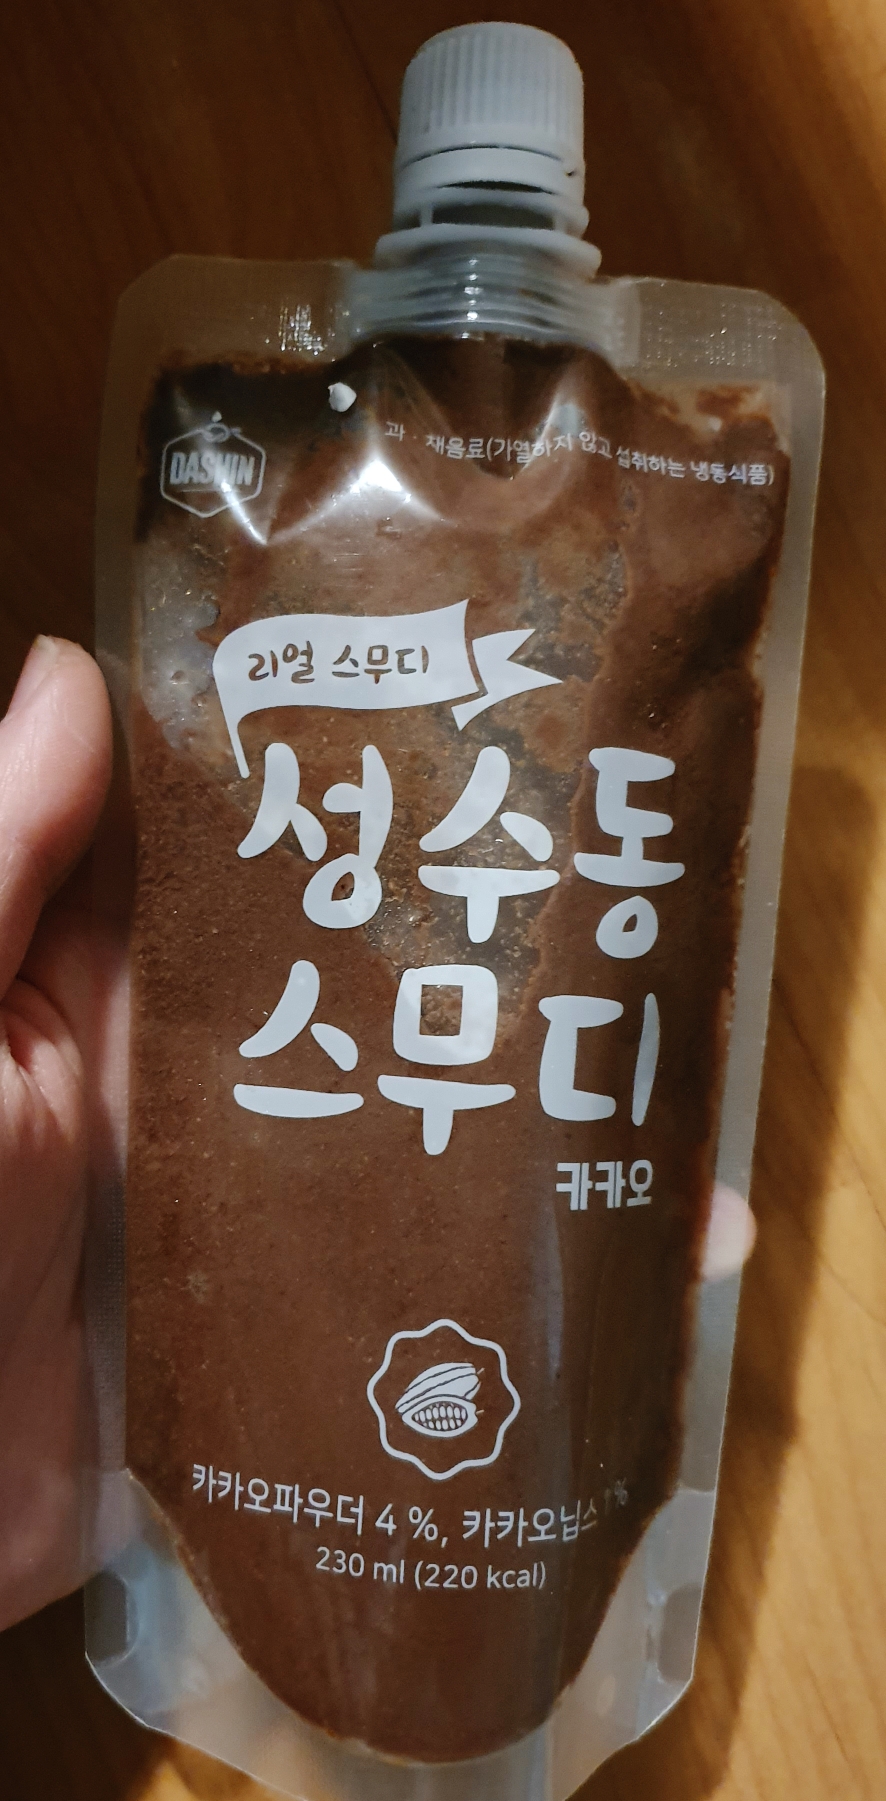 DASHIN
과·채음료(가열하지 않고 섭취하는 냉동식품)
리얼 스무디
성수동
스무디
카카오
카카오파우더 4 %, 카카오닙스 1%
230 ml (220 kcal)